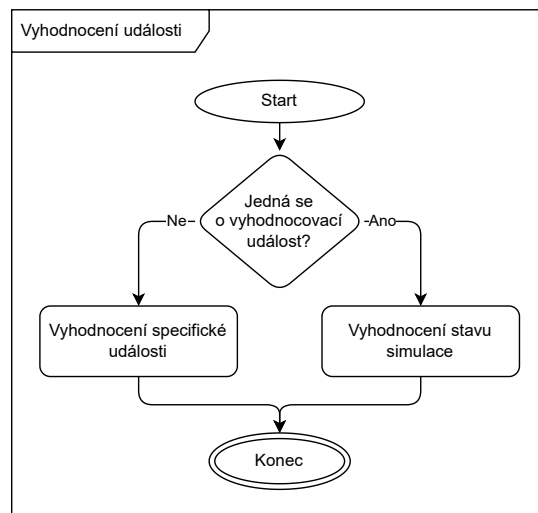 Vyhodnocení události
Start
Jedná se
o vyhodnocovací
událost?
Ne
Ano
Vyhodnocení specifické
události
Vyhodnocení stavu
simulace
Konec